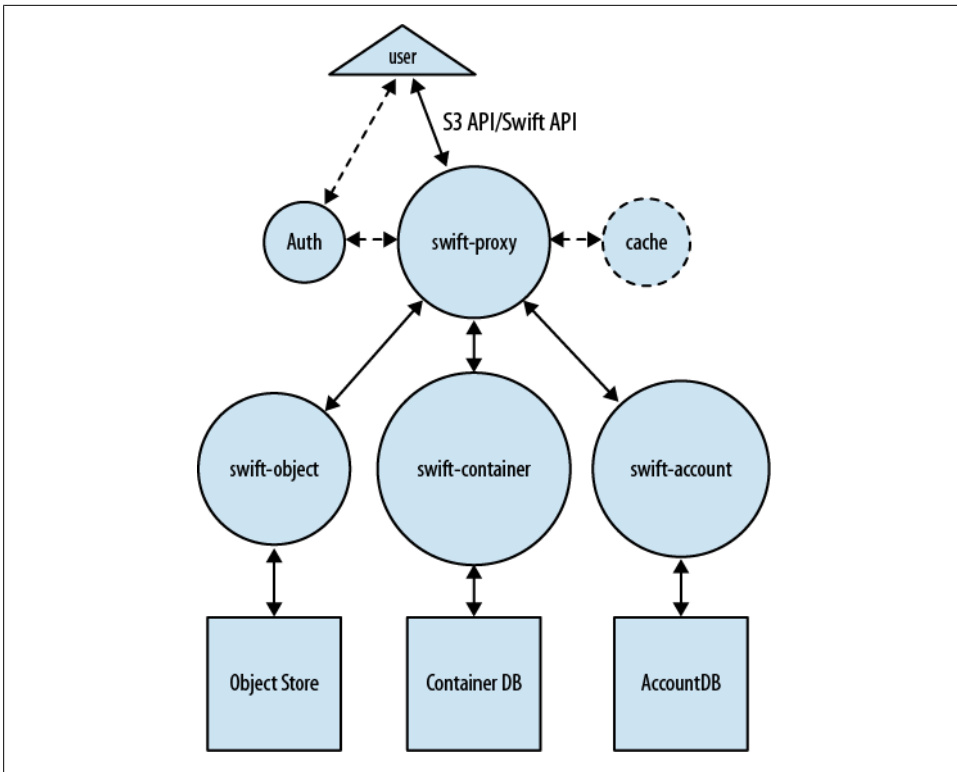 user
S3 API/Swift API
Auth
swift-proxy
cache
swift-object
swift-container
swift-account
Object Store
Container DB
AccountDB